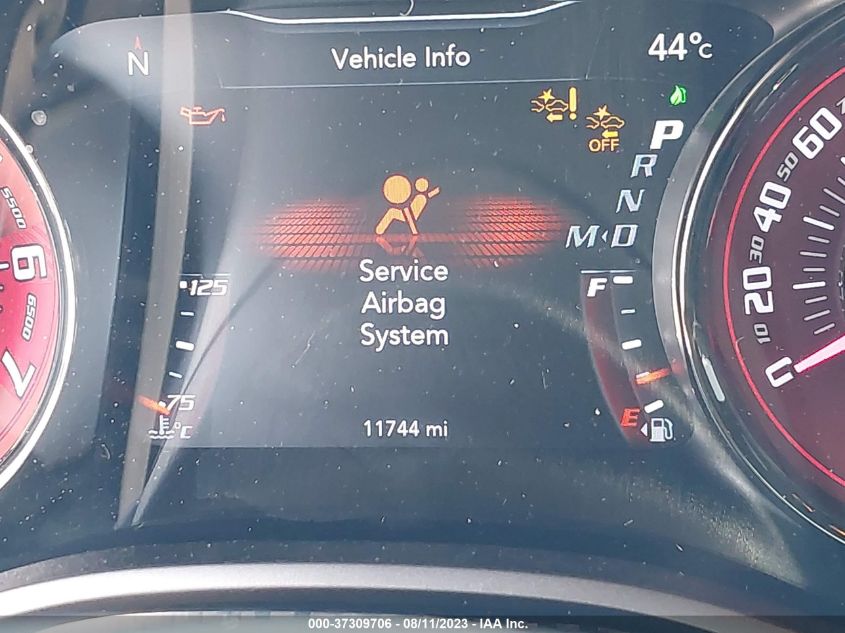 N
Vehicle Info
44°c
OFF
P
R
N
M‹D
Service
Airbag
System
125
75
°C
F
E
11744 mi
5500
6
6500
7
60
50
40
30
20
10
0
000-37309706 - 08/11/2023 - IAA Inc.